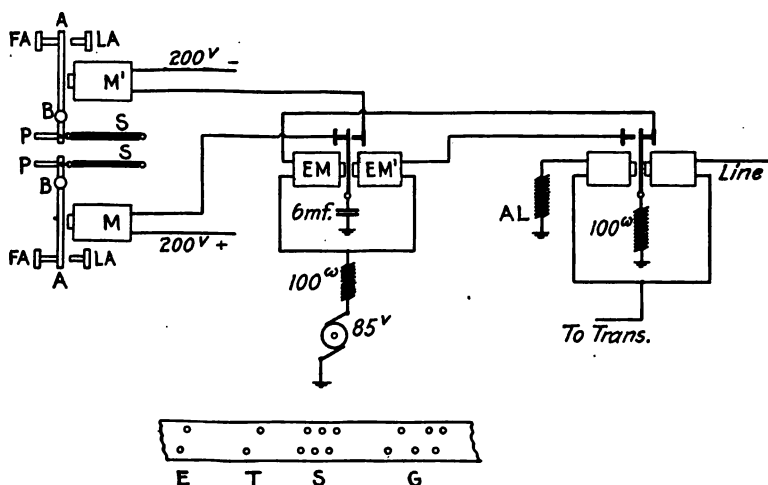 A
FA LA
200V -
M'
B
S
P
P
S
B
M
200V +
FA LA
A
EM EM'
6mf.
100ω
85V
AL
100ω
Line
To Trans.
E T S G